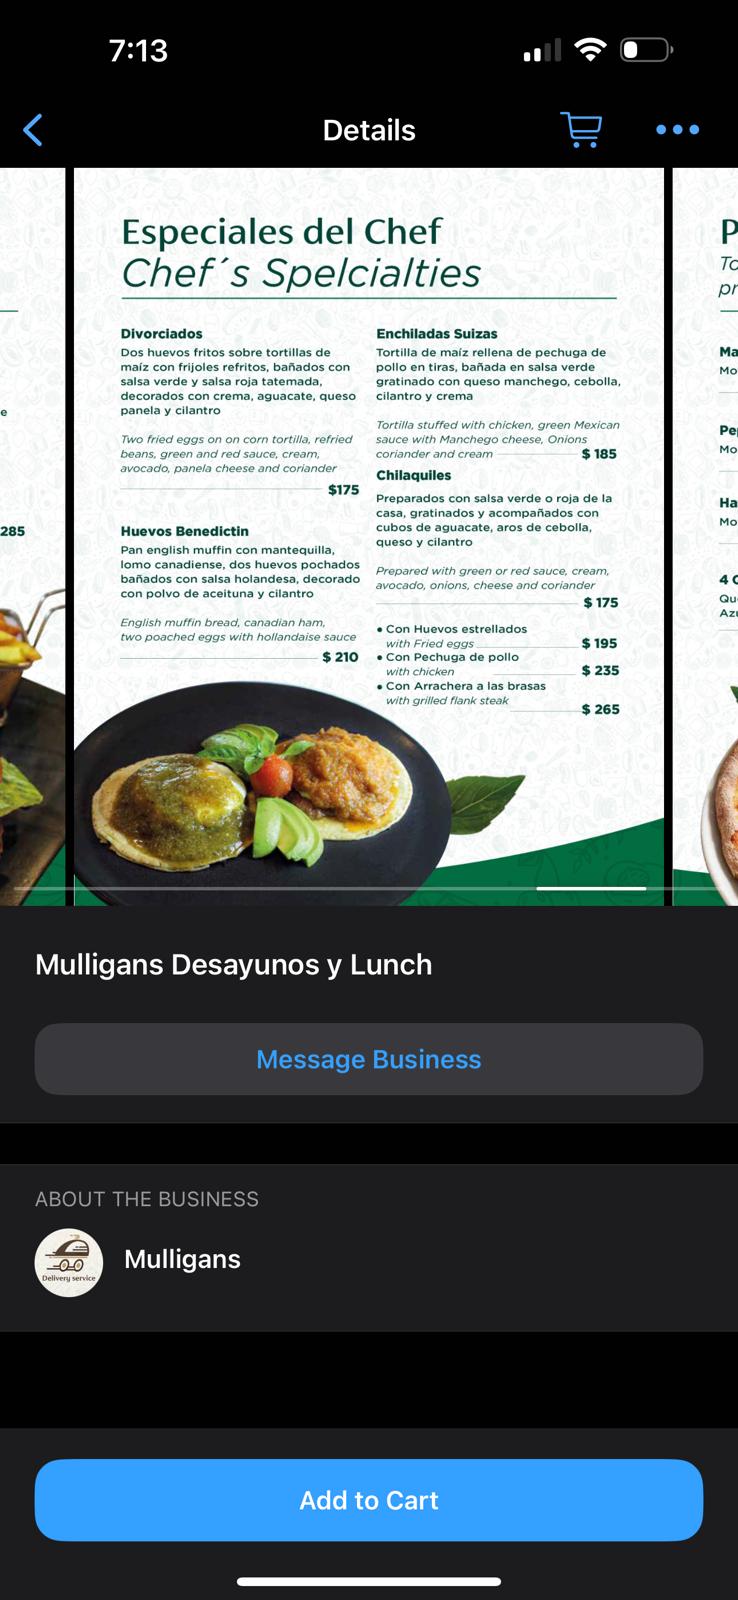 7:13
Details
Especiales del Chef
Chef´s Spelcialties
Divorciados
Dos huevos fritos sobre tortillas de
maíz con frijoles refritos, bañados con
salsa verde y salsa roja tatemada,
decorados con crema, aguacate, queso
panela y cilantro
Two fried eggs on on corn tortilla, refried
beans, green and red sauce, cream,
avocado, panela cheese and coriander
$175
Huevos Benedictin
Pan english muffin con mantequilla,
lomo canadiense, dos huevos pochados
bañados con salsa holandesa, decorado
con polvo de aceituna y cilantro
English muffin bread, canadian ham,
two poached eggs with hollandaise sauce
$ 210
Enchiladas Suizas
Tortilla de maíz rellena de pechuga de
pollo en tiras, bañada en salsa verde
gratinado con queso manchego, cebolla,
cilantro y crema
Tortilla stuffed with chicken, green Mexican
sauce with Manchego cheese, Onions
coriander and cream $ 185
Chilaquiles
Preparados con salsa verde o roja de la
casa, gratinados y acompañados con
cubos de aguacate, aros de cebolla,
queso y cilantro
Prepared with green or red sauce, cream,
avocado, onions, cheese and coriander
$ 175
• Con Huevos estrellados
with Fried eggs $ 195
• Con Pechuga de pollo
with chicken $ 235
• Con Arrachera a las brasas
with grilled flank steak
$ 265
285
Mulligans Desayunos y Lunch
Message Business
ABOUT THE BUSINESS
Delivery service
Mulligans
Add to Cart